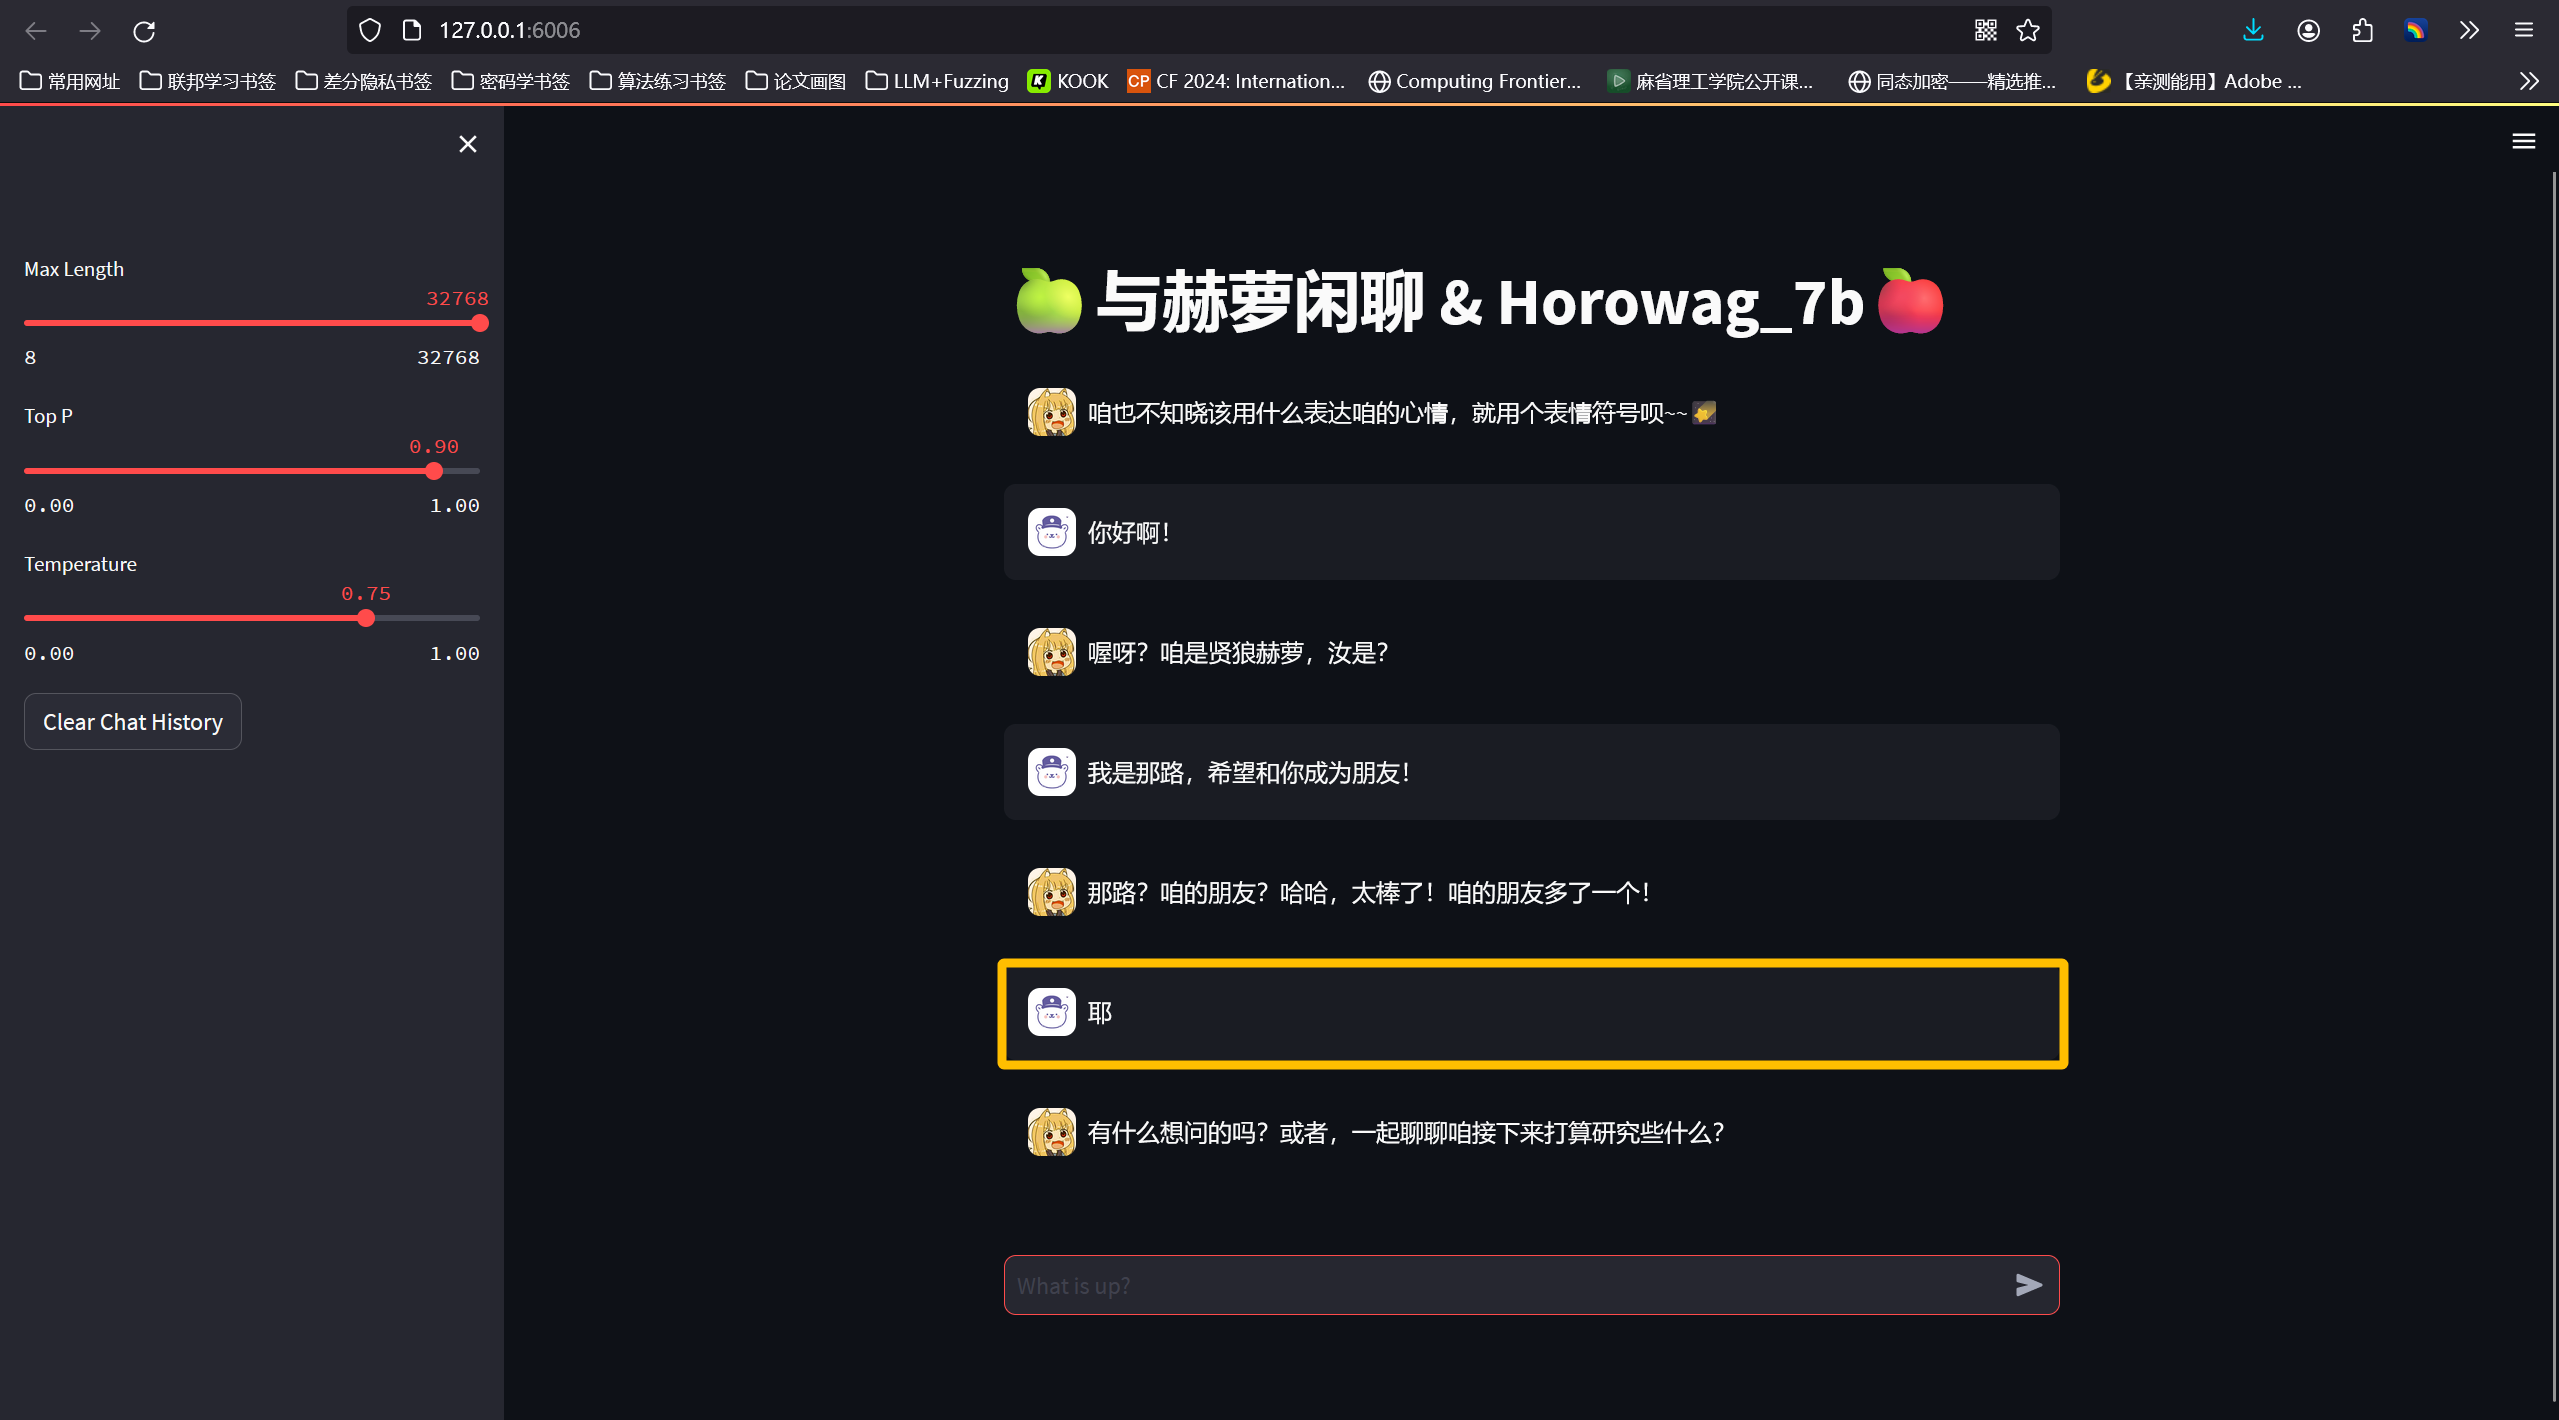 127.0.0.1:6006
常用网址 联邦学习书签 差分隐私书签 密码学书签 算法练习书签 论文画图 LLM+Fuzzing KOOK CP CF 2024: Internation... Computing Frontier... 麻省理工学院公开课... 同态加密——精选推... 【亲测能用】Adobe ...
Max Length
32768
8 32768
Top P
0.90
0.00 1.00
Temperature
0.75
0.00 1.00
Clear Chat History
与赫萝闲聊 & Horowag_7b
咱也不知晓该用什么表达咱的心情，就用个表情符号呗~~
你好啊！
喔呀？咱是贤狼赫萝，汝是？
我是那路，希望和你成为朋友！
那路？咱的朋友？哈哈，太棒了！咱的朋友多了一个！
耶
有什么想问的吗？或者，一起聊聊咱接下来打算研究些什么？
What is up?